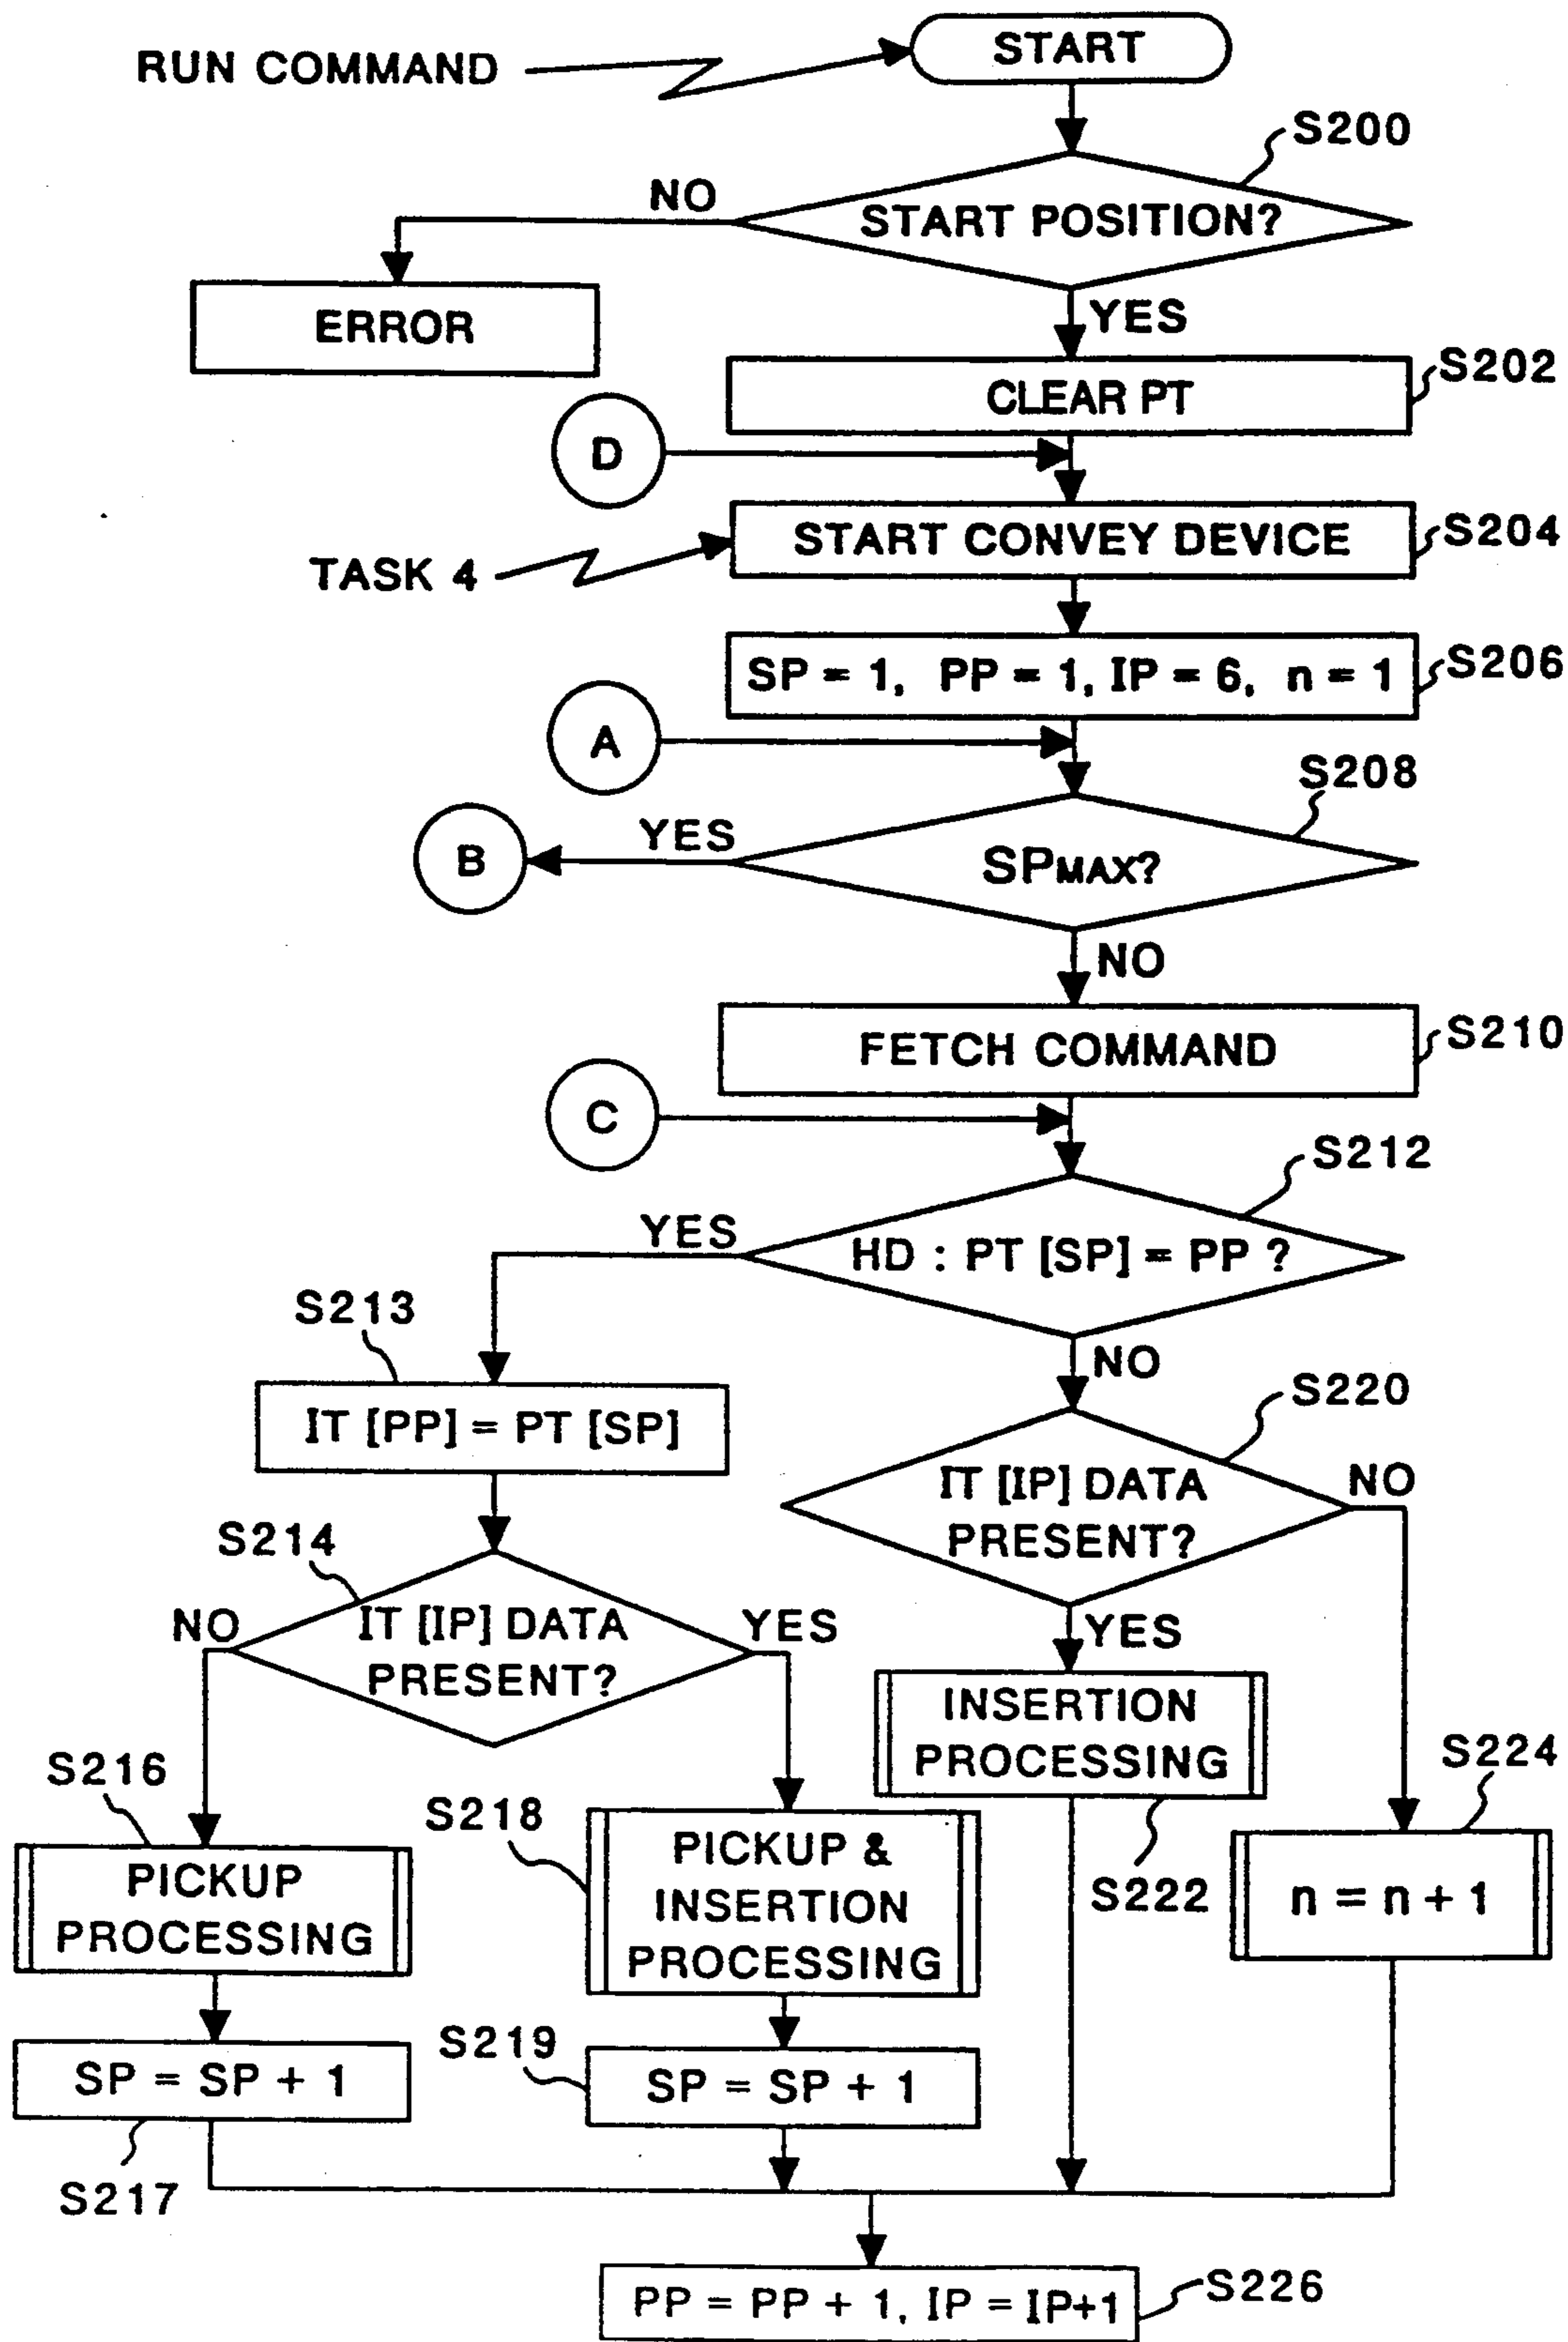 START
RUN COMMAND
S200
NO
START POSITION?
ERROR
YES
S202
CLEAR PT
D
START CONVEY DEVICE
S204
TASK 4
SP = 1, PP = 1, IP = 6, n = 1
S206
A
S208
YES
B
SPMAX?
NO
FETCH COMMAND
S210
C
S212
YES
HD : PT [SP] = PP ?
S213
NO
S220
IT [PP] = PT [SP]
IT [IP] DATA
PRESENT?
NO
S214
NO
IT [IP] DATA
PRESENT?
YES
YES
INSERTION
PROCESSING
S216
S218
S224
PICKUP
PROCESSING
PICKUP &
INSERTION
PROCESSING
S222
n = n + 1
S219
SP = SP + 1
SP = SP + 1
S217
PP = PP + 1, IP = IP+1
S226